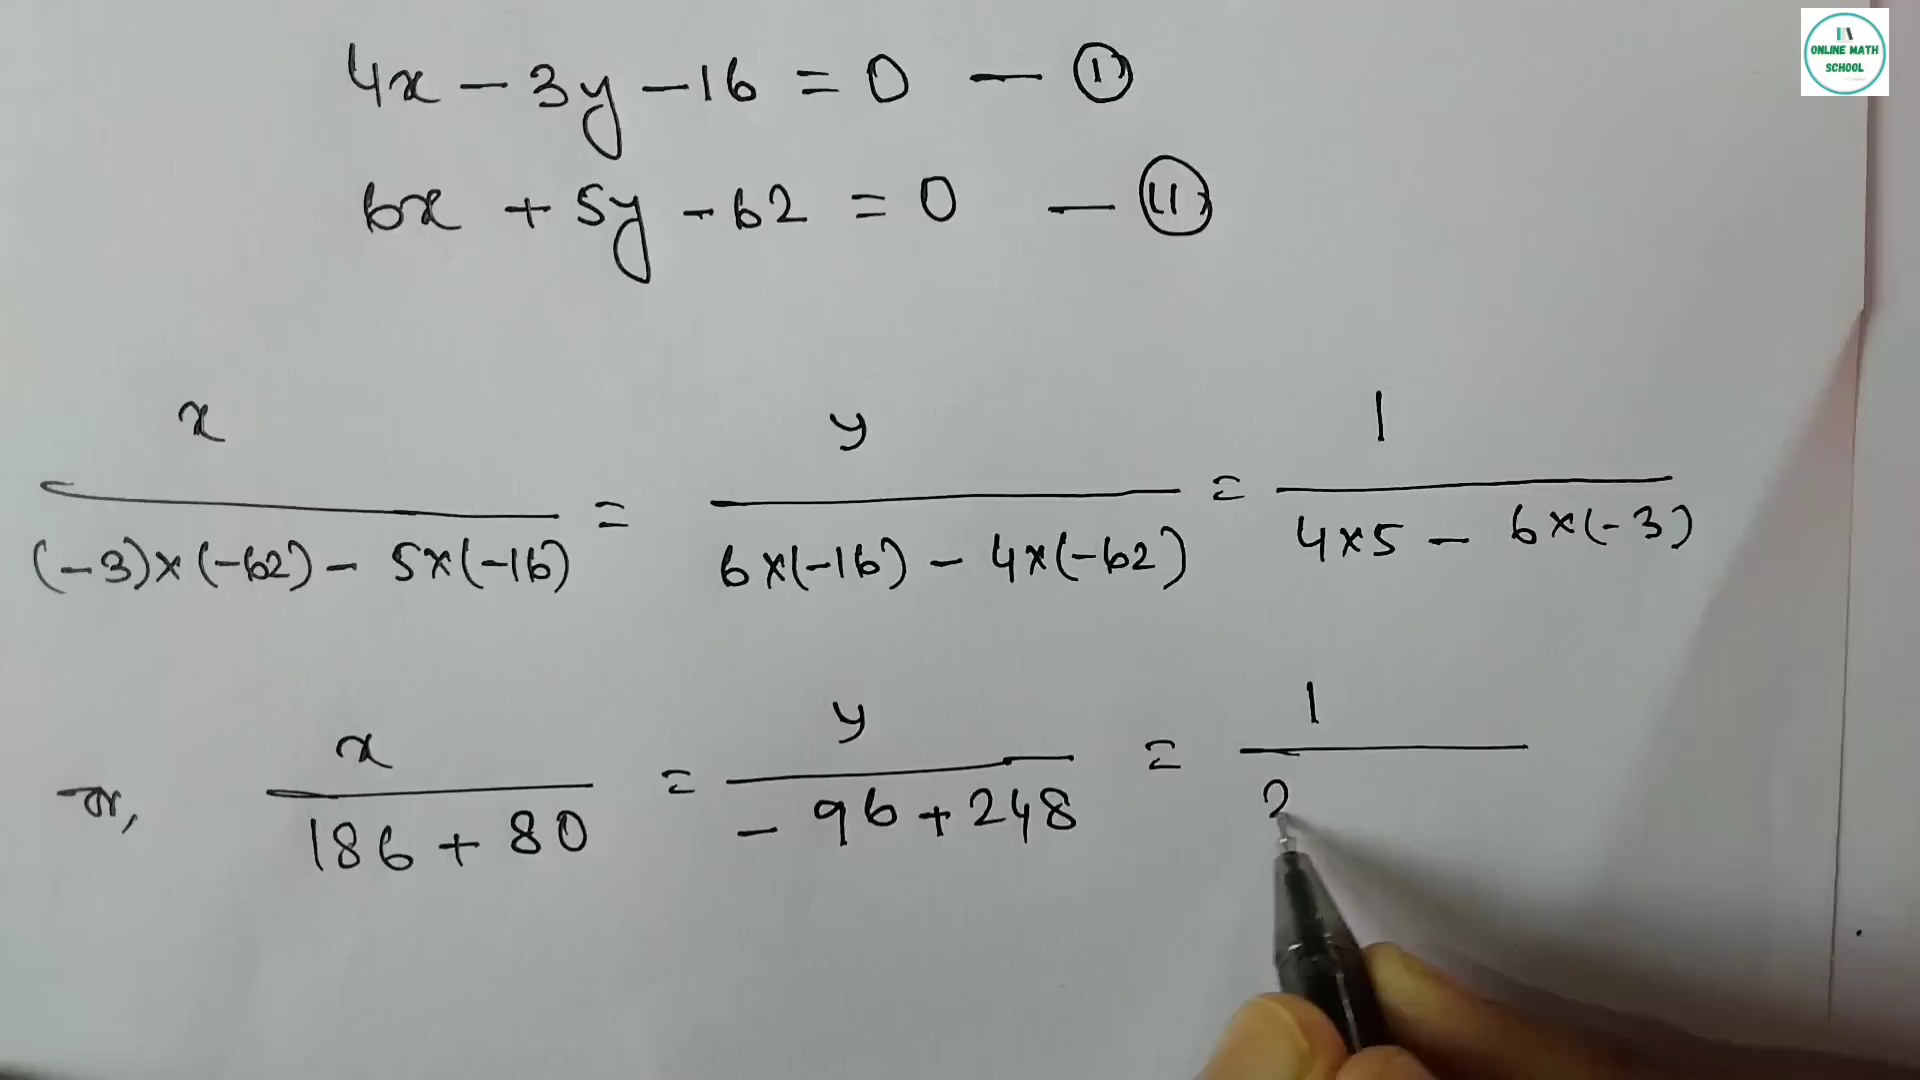 ONLINE MATH
SCHOOL
4x - 3y - 16 = 0 — (I)
6x + 5y - 62 = 0 — (II)
x / ((-3)×(-62) - 5×(-16)) = y / (6×(-16) - 4×(-62)) = 1 / (4×5 - 6×(-3))
or, x / (186 + 80) = y / (-96 + 248) = 1 / 2